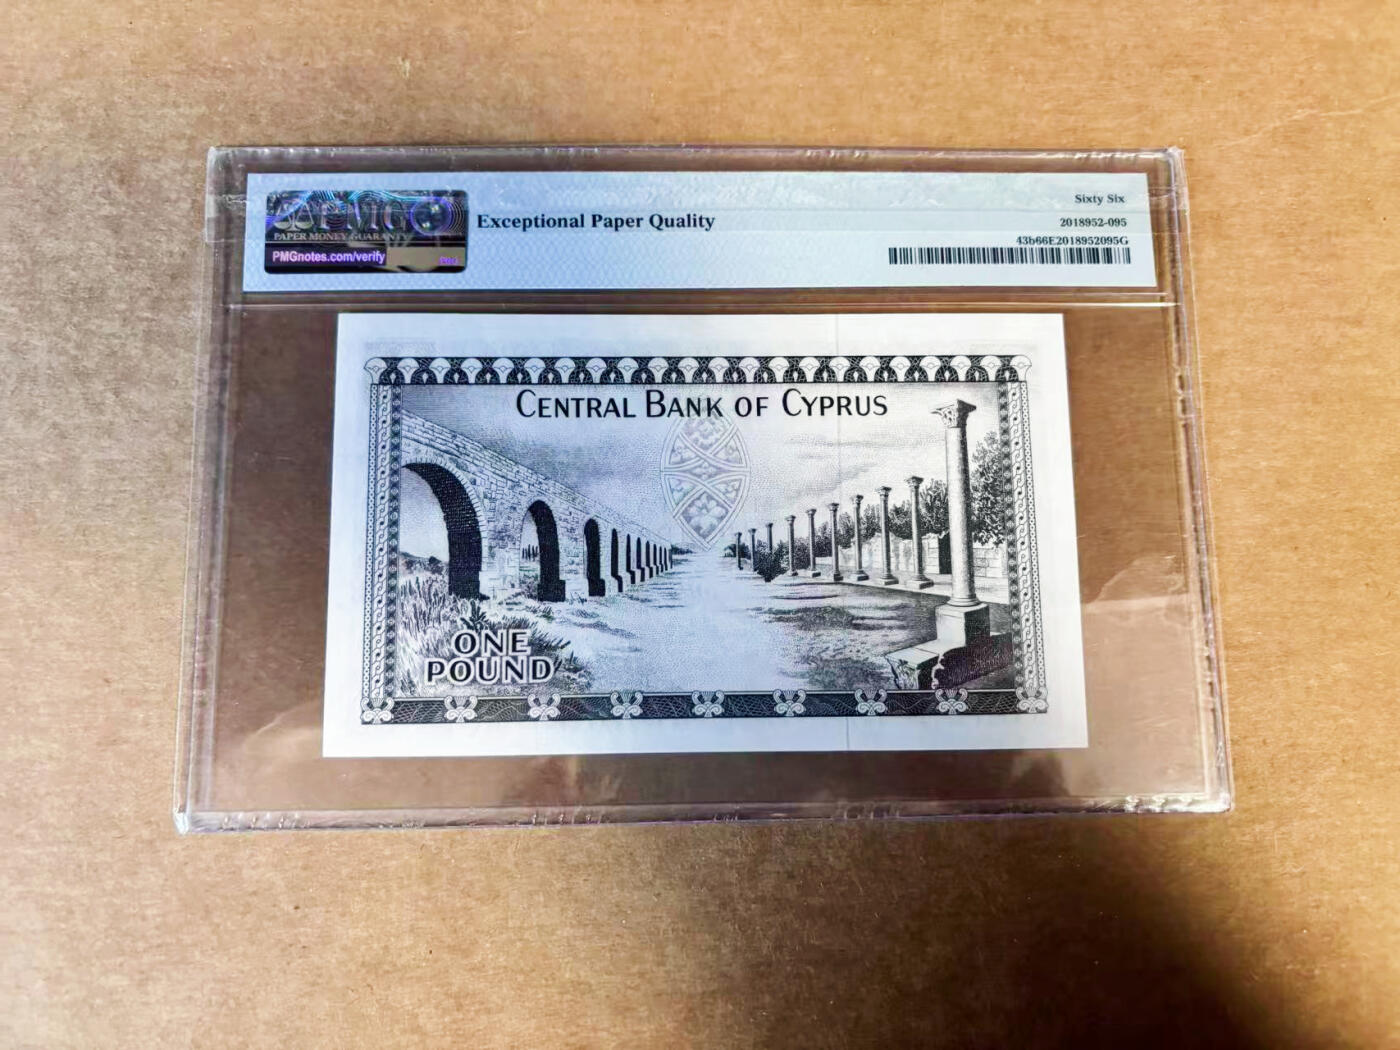 PMG
PAPER MONEY GUARANTY
PMGnotes.com/verify
Exceptional Paper Quality
Sixty Six
2018952-095
43b66E2018952095G
CENTRAL BANK OF CYPRUS
ONE
POUND